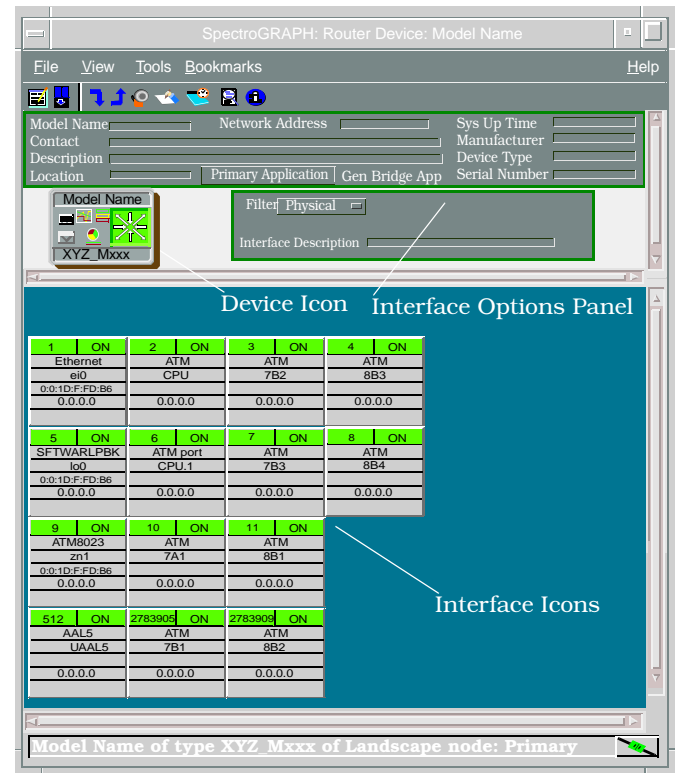 SpectroGRAPH: Router Device: Model Name
File View Tools Bookmarks Help
Model Name Network Address Sys Up Time
Contact Manufacturer
Description Device Type
Location Primary Application Gen Bridge App Serial Number
Model Name
XYZ_Mxxx
Filter Physical
Interface Description
Device Icon Interface Options Panel
1 ON 2 ON 3 ON 4 ON
Ethernet ATM ATM ATM
ei0 CPU 7B2 8B3
0:0:1D:F:FD:B6
0.0.0.0 0.0.0.0 0.0.0.0 0.0.0.0
5 ON 6 ON 7 ON 8 ON
SFTWARLPBK ATM port ATM ATM
lo0 CPU.1 7B3 8B4
0:0:1D:F:FD:B6
0.0.0.0 0.0.0.0 0.0.0.0 0.0.0.0
9 ON 10 ON 11 ON
ATM8023 ATM ATM
zn1 7A1 8B1
0:0:1D:F:FD:B6
0.0.0.0 0.0.0.0 0.0.0.0
Interface Icons
512 ON 2783905 ON 2783909 ON
AAL5 ATM ATM
UAAL5 7B1 8B2
0.0.0.0 0.0.0.0 0.0.0.0
Model Name of type XYZ_Mxxx of Landscape node: Primary